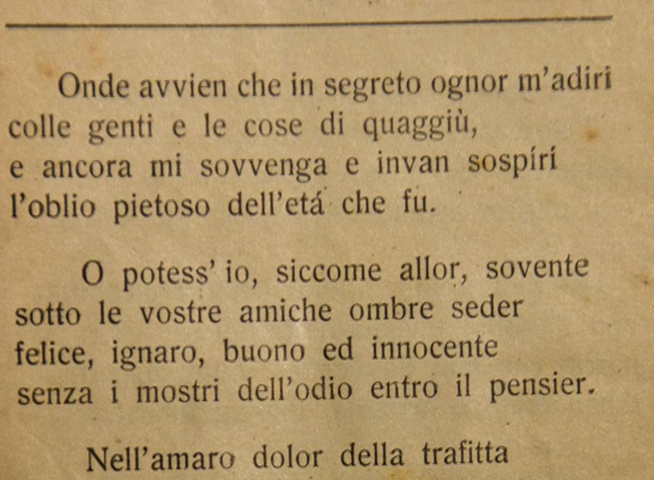 Onde avvien che in segreto ognor m'adiri
colle genti e le cose di quaggiù,
e ancora mi sovvenga e invan sospírí
l'oblio pietoso dell'etá che fu.
O potess' io, siccome allor, sovente
sotto le vostre amiche ombre seder
felice, ignaro, buono ed innocente
senza i mostri dell'odio entro il pensier.
Nell'amaro dolor della trafitta